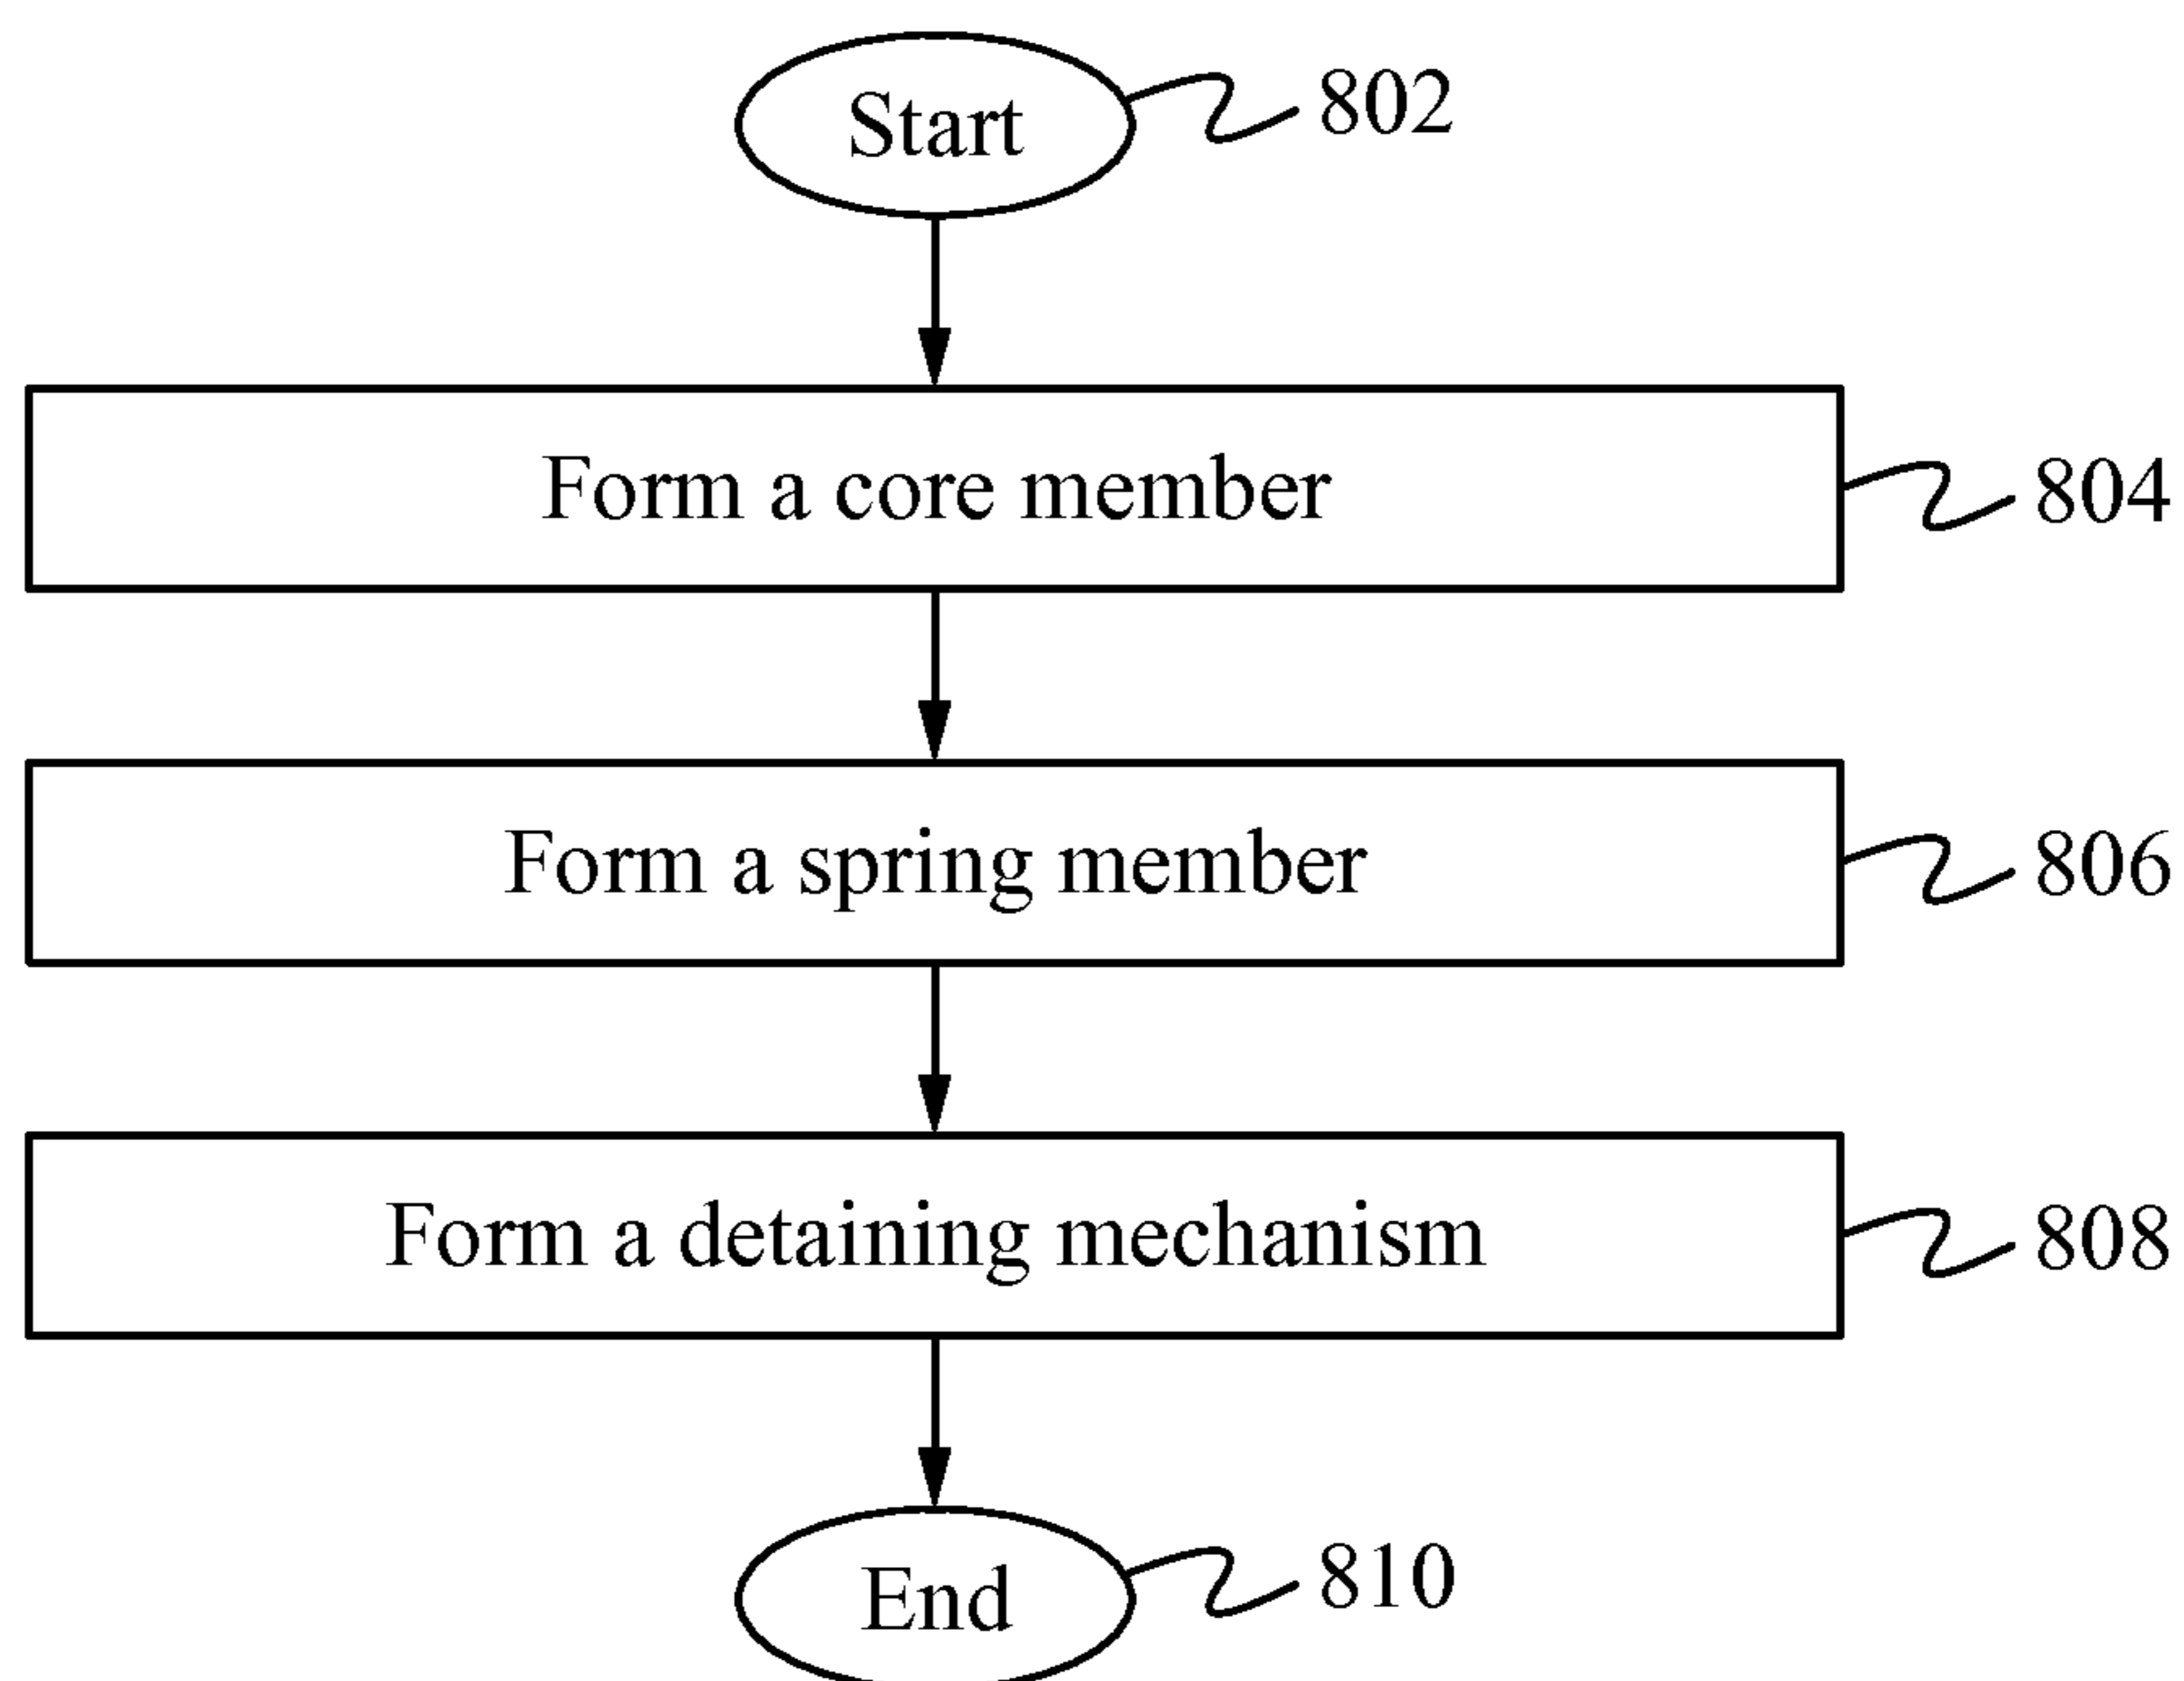 Start 802
Form a core member 804
Form a spring member 806
Form a detaining mechanism 808
End 810